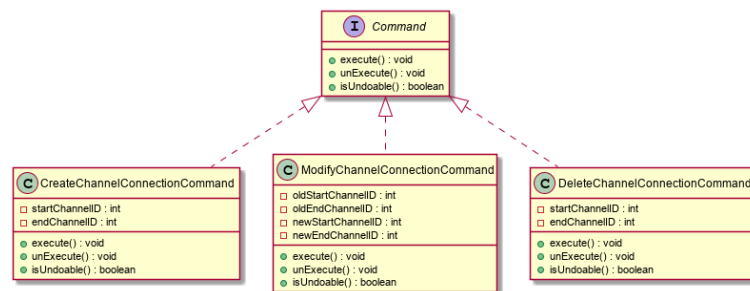 I Command
execute() : void
unExecute() : void
isUndoable() : boolean
C CreateChannelConnectionCommand
startChannelID : int
endChannelID : int
execute() : void
unExecute() : void
isUndoable() : boolean
C ModifyChannelConnectionCommand
oldStartChannelID : int
oldEndChannelID : int
newStartChannelID : int
newEndChannelID : int
execute() : void
unExecute() : void
isUndoable() : boolean
C DeleteChannelConnectionCommand
startChannelID : int
endChannelID : int
execute() : void
unExecute() : void
isUndoable() : boolean